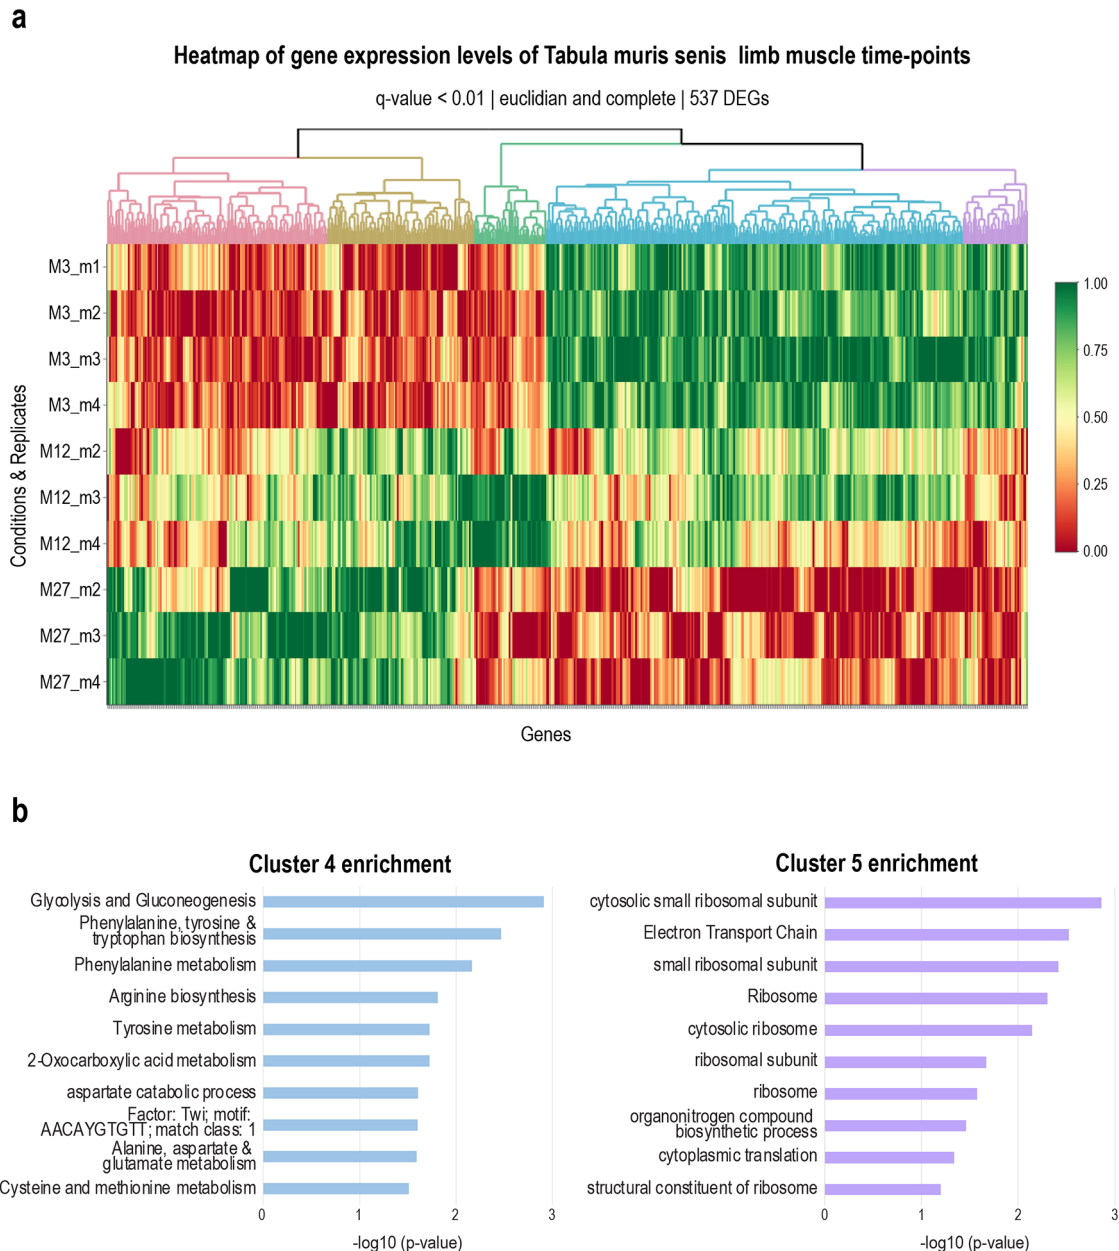 a
Heatmap of gene expression levels of Tabula muris senis limb muscle time-points
q-value < 0.01 | euclidian and complete | 537 DEGs
Conditions & Replicates
M3_m1
M3_m2
M3_m3
M3_m4
M12_m2
M12_m3
M12_m4
M27_m2
M27_m3
M27_m4
1.00
0.75
0.50
0.25
0.00
Genes
b
Cluster 4 enrichment
Glycolysis and Gluconeogenesis
Phenylalanine, tyrosine &
tryptophan biosynthesis
Phenylalanine metabolism
Arginine biosynthesis
Tyrosine metabolism
2-Oxocarboxylic acid metabolism
aspartate catabolic process
Factor: Twi; motif:
AACAYGTGTT; match class: 1
Alanine, aspartate &
glutamate metabolism
Cysteine and methionine metabolism
0 1 2 3
-log10 (p-value)
Cluster 5 enrichment
cytosolic small ribosomal subunit
Electron Transport Chain
small ribosomal subunit
Ribosome
cytosolic ribosome
ribosomal subunit
ribosome
organonitrogen compound
biosynthetic process
cytoplasmic translation
structural constituent of ribosome
0 1 2 3
-log10 (p-value)